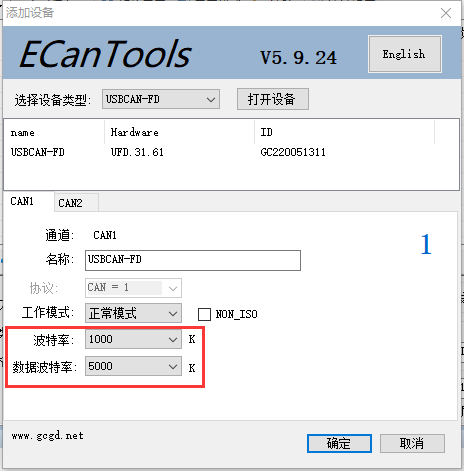 添加设备
ECanTools V5.9.24 English
选择设备类型: USBCAN-FD 打开设备
name Hardware ID
USBCAN-FD UFD.31.61 GC220051311
CAN1 CAN2
通道: CAN1
1
名称: USBCAN-FD
协议: CAN = 1
工作模式: 正常模式 NON_ISO
波特率: 1000 K
数据波特率: 5000 K
www.gcgd.net 确定 取消